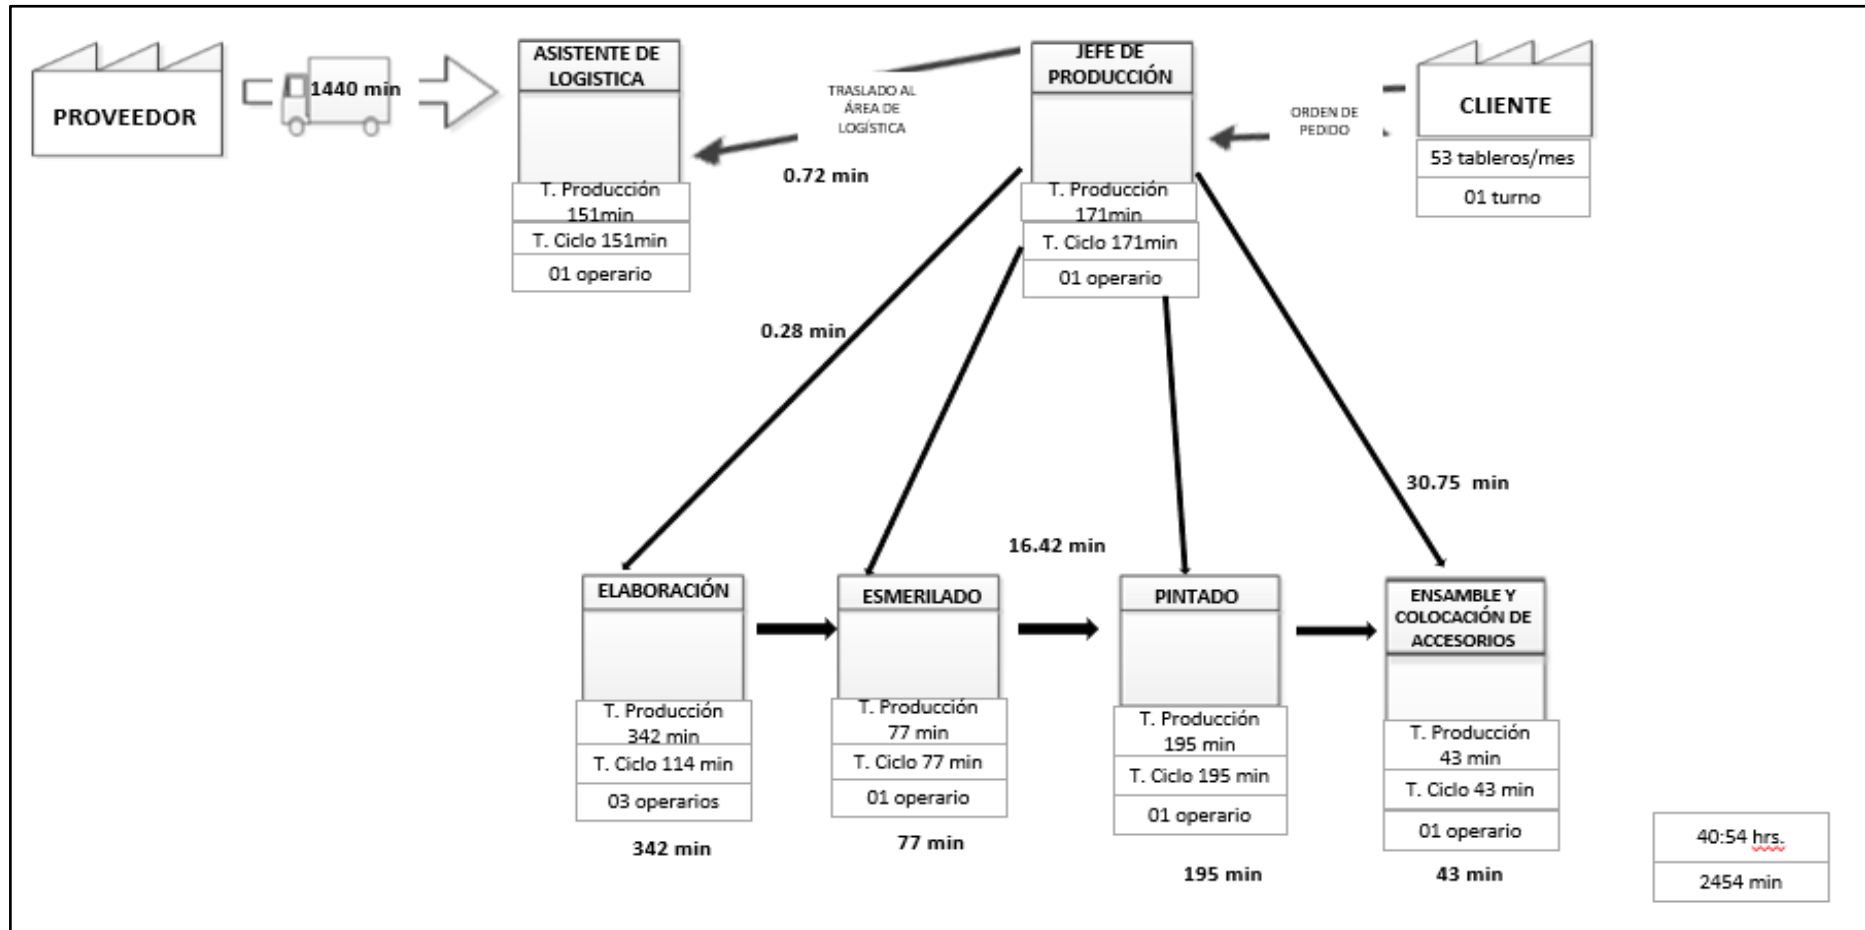 PROVEEDOR
1440 min
ASISTENTE DE
LOGISTICA
T. Producción
151min
T. Ciclo 151min
01 operario
TRASLADO AL
ÁREA DE
LOGÍSTICA
0.72 min
JEFE DE
PRODUCCIÓN
T. Producción
171min
T. Ciclo 171min
01 operario
ORDEN DE
PEDIDO
CLIENTE
53 tableros/mes
01 turno
0.28 min
16.42 min
30.75 min
ELABORACIÓN
T. Producción
342 min
T. Ciclo 114 min
03 operarios
342 min
ESMERILADO
T. Producción
77 min
T. Ciclo 77 min
01 operario
77 min
PINTADO
T. Producción
195 min
T. Ciclo 195 min
01 operario
195 min
ENSAMBLE Y
COLOCACIÓN DE
ACCESORIOS
T. Producción
43 min
T. Ciclo 43 min
01 operario
43 min
40:54 hrs.
2454 min